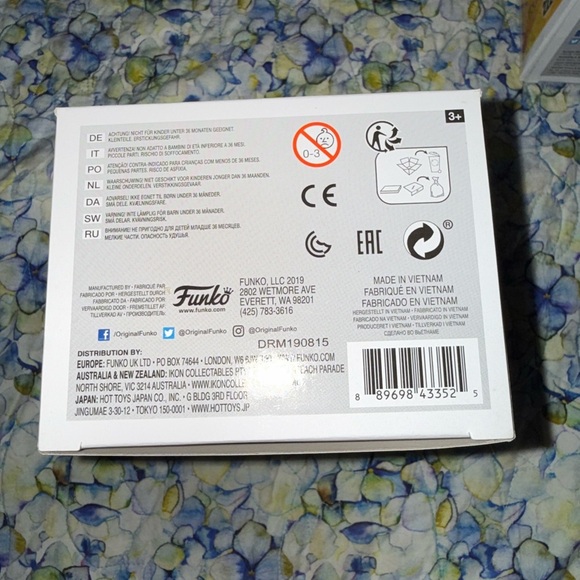 DE ACHTUNG! NICHT FÜR KINDER UNTER 36 MONATEN GEEIGNET.
KLEINTEILE. ERSTICKUNGSGEFAHR.
IT AVVERTENZA! NON ADATTO A BAMBINI DI ETÀ INFERIORE A 36 MESI.
PICCOLE PARTI. RISCHIO DI SOFFOCAMENTO.
PO ATENÇÃO! CONTRA-INDICADO PARA CRIANÇAS COM MENOS DE 36 MESES.
PEQUENAS PARTES. RISCO DE ASFIXIA.
NL WAARSCHUWING! NIET GESCHIKT VOOR KINDEREN JONGER DAN 36 MAANDEN.
KLEINE ONDERDELEN. VERSTIKKINGSGEVAAR.
DA ADVARSEL! IKKE EGNET TIL BØRN UNDER 36 MÅNEDER.
SMÅ DELE. KVÆLNINGSFARE.
SW VARNING! INTE LÄMPLIG FÖR BARN UNDER 36 MÅNADER.
SMÅ DELAR. KVÄVNINGSRISK.
RU ВНИМАНИЕ! НЕ ПРИГОДНО ДЛЯ ДЕТЕЙ МЛАДШЕ 36 МЕСЯЦЕВ.
МЕЛКИЕ ЧАСТИ. ОПАСНОСТЬ УДУШЬЯ.
0-3
3+
CE
EAC
®
MANUFACTURED BY • FABRIQUÉ PAR
FABRICADO POR • HERGESTELLT DURCH
FABBRICATO DA • FABRICADO POR
VERVAARDIGD DOOR • FREMSTILLET AF
TILLVERKAD AV • ПРОИЗВОДИТЕЛЬ
Funko
www.funko.com
FUNKO, LLC 2019
2802 WETMORE AVE
EVERETT, WA 98201
(425) 783-3616
MADE IN VIETNAM
FABRIQUÉ EN VIETNAM
FABRICADO EN VIETNAM
HERGESTELLT IN VIETNAM • FABBRICATO IN VIETNAM
FABRICADO NA VIETNAM • VERVAARDIGD IN VIETNAM
PRODUCERET I VIETNAM • TILLVERKAD I VIETNAM
СДЕЛАНО ВО ВЬЕТНАМ
/OriginalFunko @OriginalFunko @OriginalFunko
DRM190815
DISTRIBUTION BY:
EUROPE: FUNKO UK LTD • PO BOX 74644 • LONDON, FUNKO.COM
AUSTRALIA & NEW ZEALAND: IKON COLLECTABLES PARADE
NORTH SHORE, VIC 3214 AUSTRALIA •
JAPAN: HOT TOYS JAPAN CO., INC. • G BLDG 3RD FLOOR
JINGUMAE 3-30-12 • TOKYO 150-0001 • WWW.HOTTOYS.JP
8 89698 43352 5